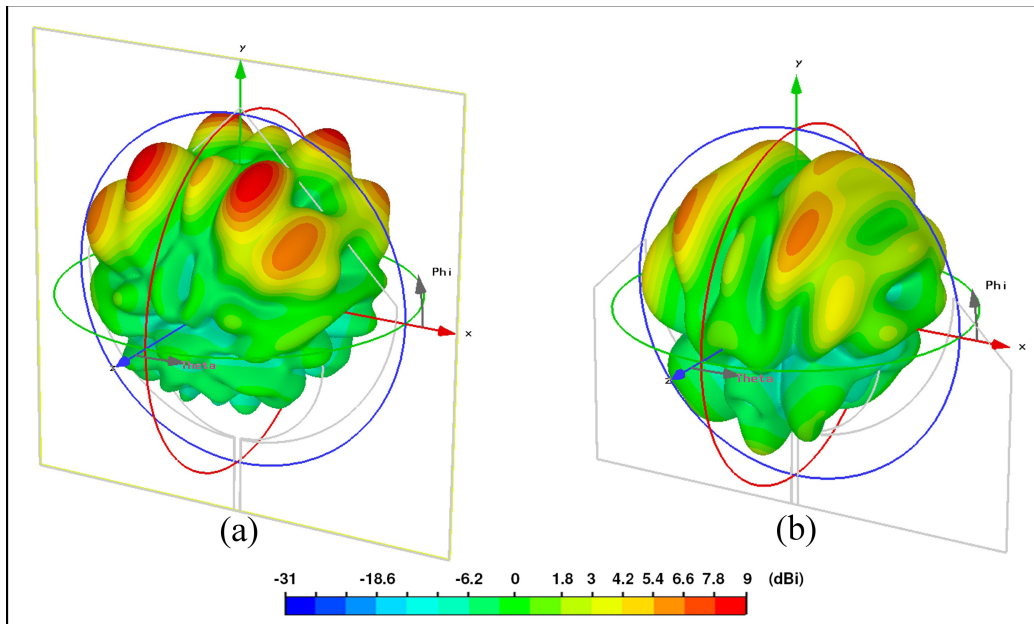 y
Phi
x
z
Theta
(a)
y
Phi
x
z
Theta
(b)
-31 -18.6 -6.2 0 1.8 3 4.2 5.4 6.6 7.8 9 (dBi)